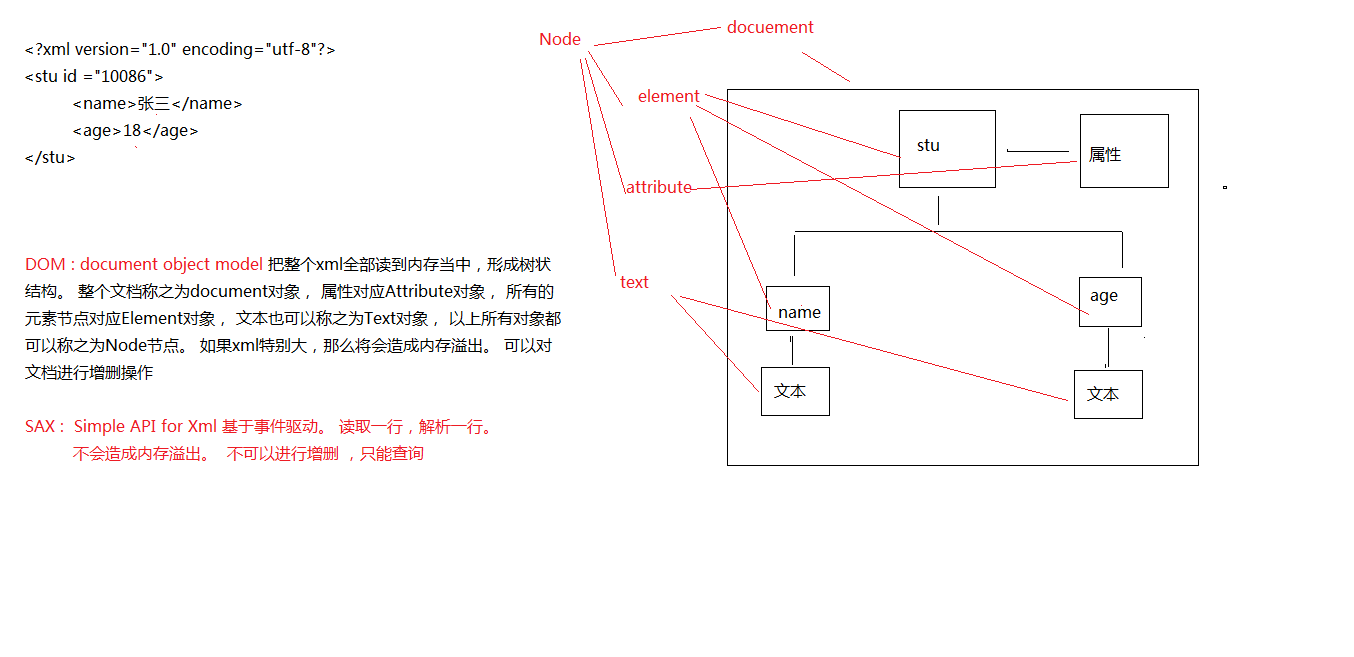 <?xml version="1.0" encoding="utf-8"?>
<stu id ="10086">
<name>张三</name>
<age>18</age>
</stu>
DOM : document object model 把整个xml全部读到内存当中，形成树状
结构。 整个文档称之为document对象， 属性对应Attribute对象， 所有的
元素节点对应Element对象， 文本也可以称之为Text对象， 以上所有对象都
可以称之为Node节点。 如果xml特别大，那么将会造成内存溢出。 可以对
文档进行增删操作
SAX : Simple API for Xml 基于事件驱动。 读取一行，解析一行。
不会造成内存溢出。 不可以进行增删 ，只能查询
Node
docuement
element
attribute
text
stu
属性
name
age
文本
文本